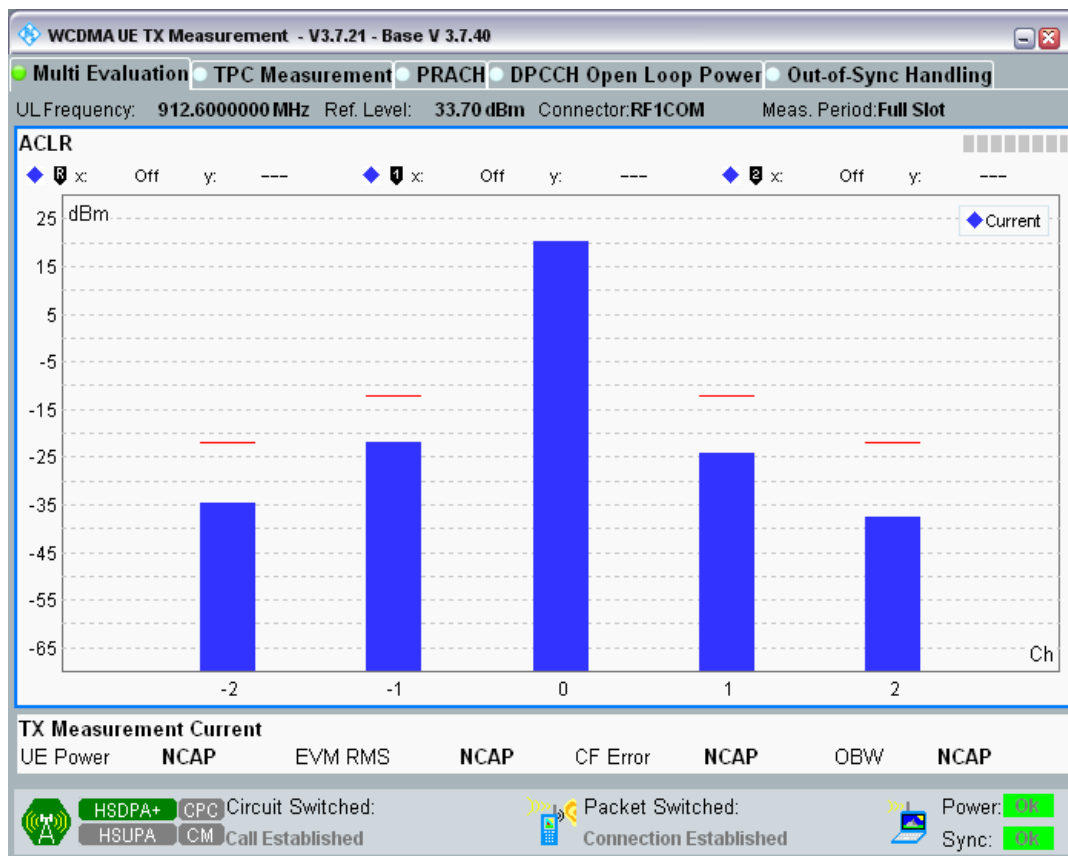 WCDMA UE TX Measurement - V3.7.21 - Base V 3.7.40
Multi Evaluation TPC Measurement PRACH DPCCH Open Loop Power Out-of-Sync Handling
UL Frequency: 912.6000000 MHz Ref. Level: 33.70 dBm Connector:RF1COM Meas. Period:Full Slot
ACLR
R x: Off y: --- 1 x: Off y: --- 2 x: Off y: ---
dBm
Current
25
15
5
-5
-15
-25
-35
-45
-55
-65
Ch
-2 -1 0 1 2
TX Measurement Current
UE Power NCAP EVM RMS NCAP CF Error NCAP OBW NCAP
HSDPA+ CPC Circuit Switched: Packet Switched: Power: OK
HSUPA CM Call Established Connection Established Sync: OK